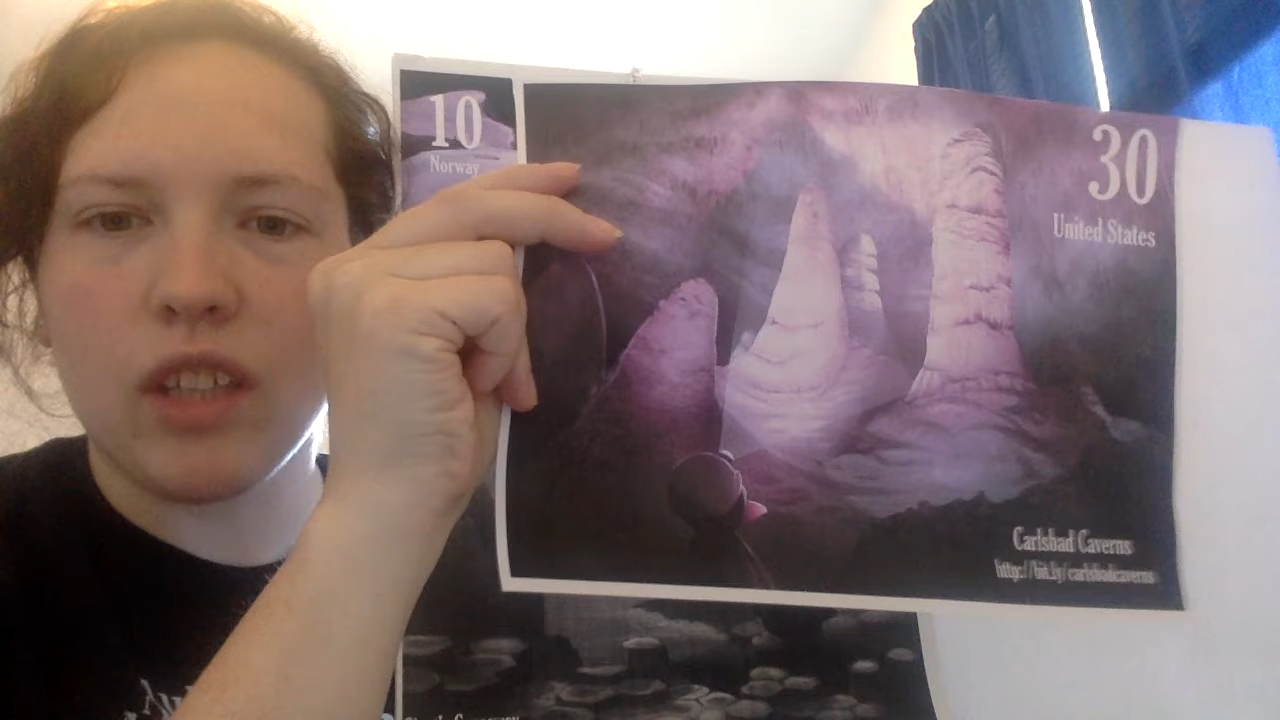 10
Norway
30
United States
Carlsbad Caverns
http://bit.ly/carlsbadcaverns